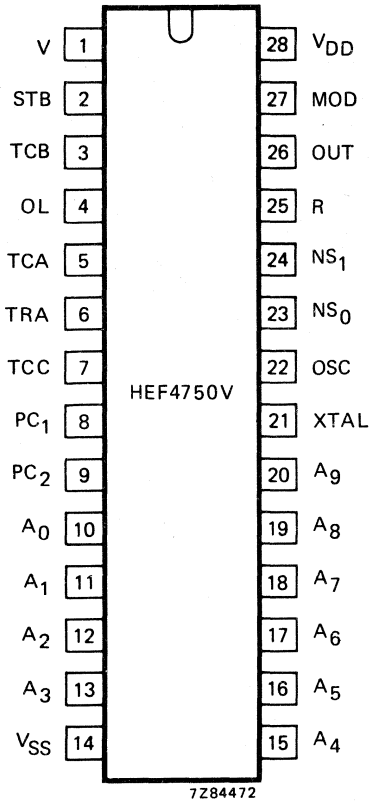 V 1 28 V_DD
STB 2 27 MOD
TCB 3 26 OUT
OL 4 25 R
TCA 5 24 NS₁
TRA 6 23 NS₀
TCC 7 22 OSC
HEF4750V
PC₁ 8 21 XTAL
PC₂ 9 20 A₉
A₀ 10 19 A₈
A₁ 11 18 A₇
A₂ 12 17 A₆
A₃ 13 16 A₅
V_SS 14 15 A₄
7Z84472